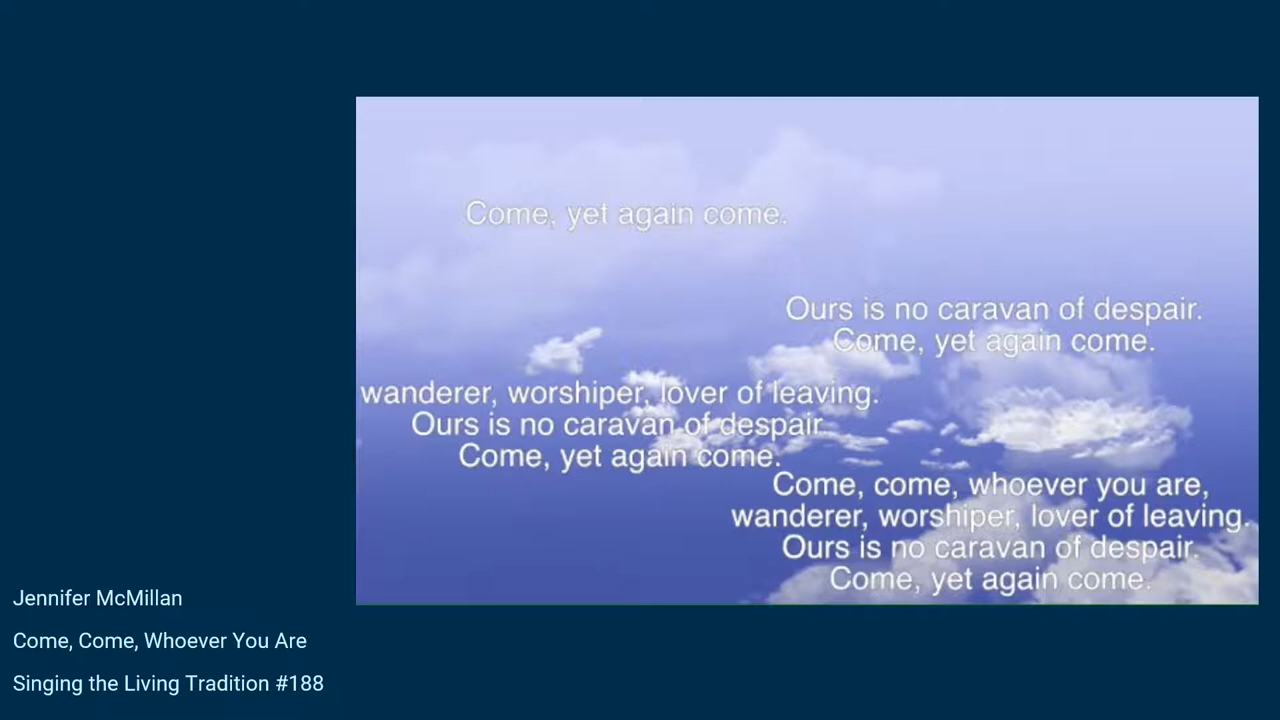 Come, yet again come.
Ours is no caravan of despair.
Come, yet again come.
wanderer, worshiper, lover of leaving.
Ours is no caravan of despair.
Come, yet again come.
Come, come, whoever you are,
wanderer, worshiper, lover of leaving.
Ours is no caravan of despair.
Come, yet again come.
Jennifer McMillan
Come, Come, Whoever You Are
Singing the Living Tradition #188